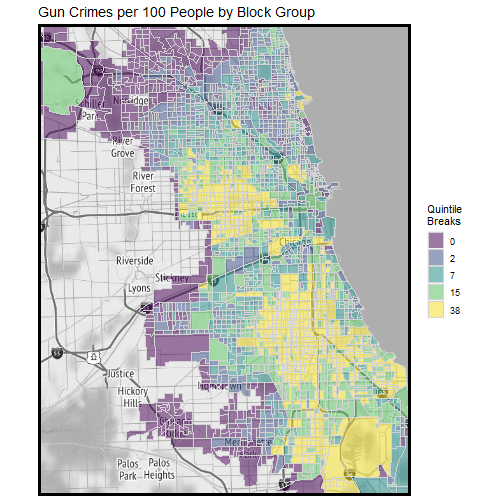 Gun Crimes per 100 People by Block Group
Park
River
Grove
River
Forest
Riverside
Stickney
Lyons
Chicago
Justice
Hickory
Hills
Palos
Park
Palos
Heights
Quintile
Breaks
0
2
7
15
38